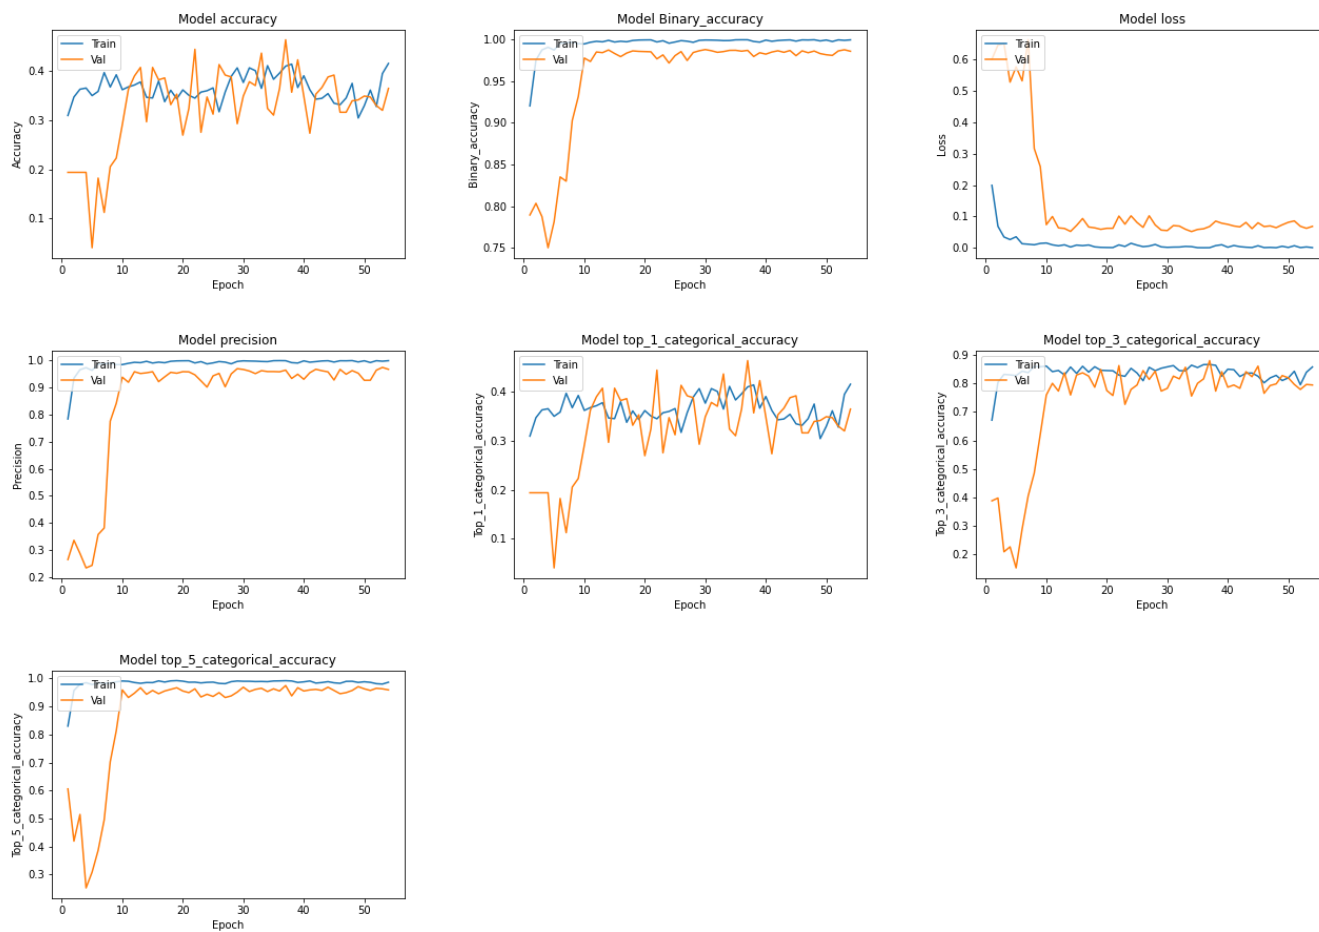 Model accuracy
Train
Val
Accuracy
0.4
0.3
0.2
0.1
0
10
20
30
40
50
Epoch
Model Binary_accuracy
Train
Val
Binary_accuracy
1.00
0.95
0.90
0.85
0.80
0.75
0
10
20
30
40
50
Epoch
Model loss
Train
Val
Loss
0.6
0.5
0.4
0.3
0.2
0.1
0.0
0
10
20
30
40
50
Epoch
Model precision
Train
Val
Precision
1.0
0.9
0.8
0.7
0.6
0.5
0.4
0.3
0.2
0
10
20
30
40
50
Epoch
Model top_1_categorical_accuracy
Train
Val
Top_1_categorical_accuracy
0.4
0.3
0.2
0.1
0
10
20
30
40
50
Epoch
Model top_3_categorical_accuracy
Train
Val
Top_3_categorical_accuracy
0.9
0.8
0.7
0.6
0.5
0.4
0.3
0.2
0
10
20
30
40
50
Epoch
Model top_5_categorical_accuracy
Train
Val
Top_5_categorical_accuracy
1.0
0.9
0.8
0.7
0.6
0.5
0.4
0.3
0
10
20
30
40
50
Epoch